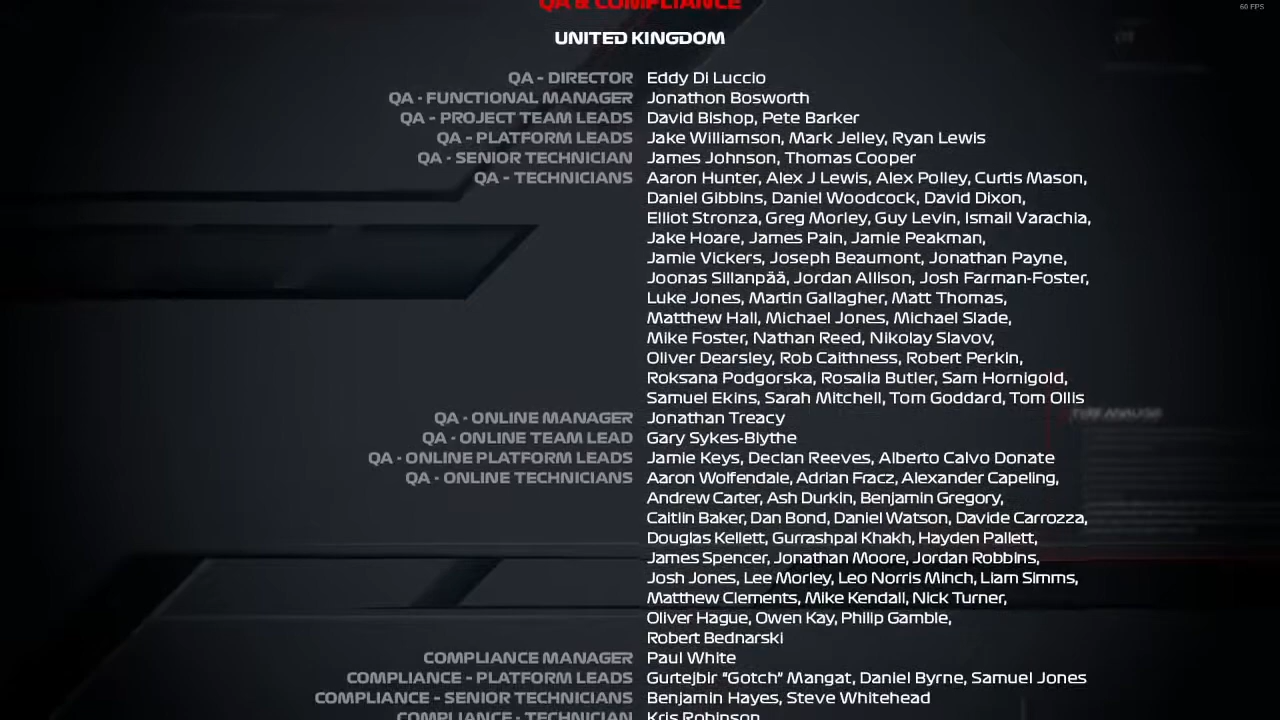 60 FPS
QA & COMPLIANCE
UNITED KINGDOM
QA - DIRECTOR Eddy Di Luccio
QA - FUNCTIONAL MANAGER Jonathon Bosworth
QA - PROJECT TEAM LEADS David Bishop, Pete Barker
QA - PLATFORM LEADS Jake Williamson, Mark Jelley, Ryan Lewis
QA - SENIOR TECHNICIAN James Johnson, Thomas Cooper
QA - TECHNICIANS Aaron Hunter, Alex J Lewis, Alex Polley, Curtis Mason,
Daniel Gibbins, Daniel Woodcock, David Dixon,
Elliot Stronza, Greg Morley, Guy Levin, Ismail Varachia,
Jake Hoare, James Pain, Jamie Peakman,
Jamie Vickers, Joseph Beaumont, Jonathan Payne,
Joonas Sillanpää, Jordan Allison, Josh Farman-Foster,
Luke Jones, Martin Gallagher, Matt Thomas,
Matthew Hall, Michael Jones, Michael Slade,
Mike Foster, Nathan Reed, Nikolay Slavov,
Oliver Dearsley, Rob Caithness, Robert Perkin,
Roksana Podgorska, Rosalia Butler, Sam Hornigold,
Samuel Ekins, Sarah Mitchell, Tom Goddard, Tom Ollis
QA - ONLINE MANAGER Jonathan Treacy
QA - ONLINE TEAM LEAD Gary Sykes-Blythe
QA - ONLINE PLATFORM LEADS Jamie Keys, Declan Reeves, Alberto Calvo Donate
QA - ONLINE TECHNICIANS Aaron Wolfendale, Adrian Fracz, Alexander Capeling,
Andrew Carter, Ash Durkin, Benjamin Gregory,
Caitlin Baker, Dan Bond, Daniel Watson, Davide Carrozza,
Douglas Kellett, Gurrashpal Khakh, Hayden Pallett,
James Spencer, Jonathan Moore, Jordan Robbins,
Josh Jones, Lee Morley, Leo Norris Minch, Liam Simms,
Matthew Clements, Mike Kendall, Nick Turner,
Oliver Hague, Owen Kay, Philip Gamble,
Robert Bednarski
COMPLIANCE MANAGER Paul White
COMPLIANCE - PLATFORM LEADS Gurtejbir "Gotch" Mangat, Daniel Byrne, Samuel Jones
COMPLIANCE - SENIOR TECHNICIANS Benjamin Hayes, Steve Whitehead
COMPLIANCE - TECHNICIAN Kris Robinson